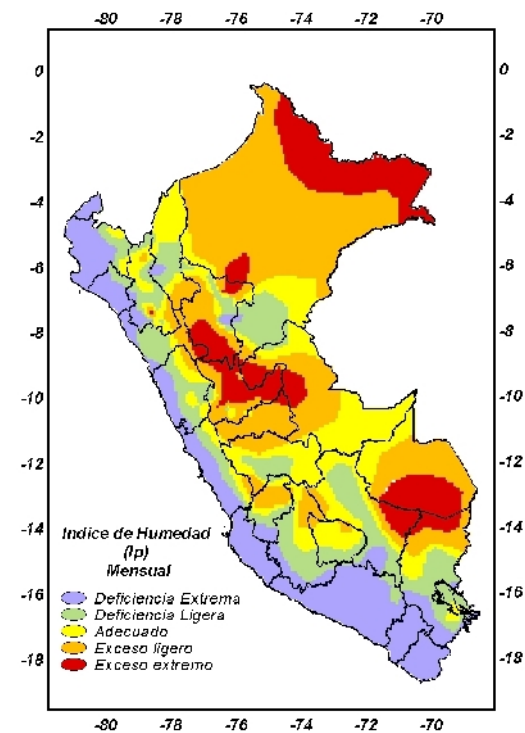 -80 -78 -76 -74 -72 -70
0 0
-2 -2
-4 -4
-6 -6
-8 -8
-10 -10
-12 -12
-14 -14
-16 -16
-18 -18
Indice de Humedad
(Ip)
Mensual
Deficiencia Extrema
Deficiencia Ligera
Adecuado
Exceso ligero
Exceso extremo
-80 -78 -76 -74 -72 -70